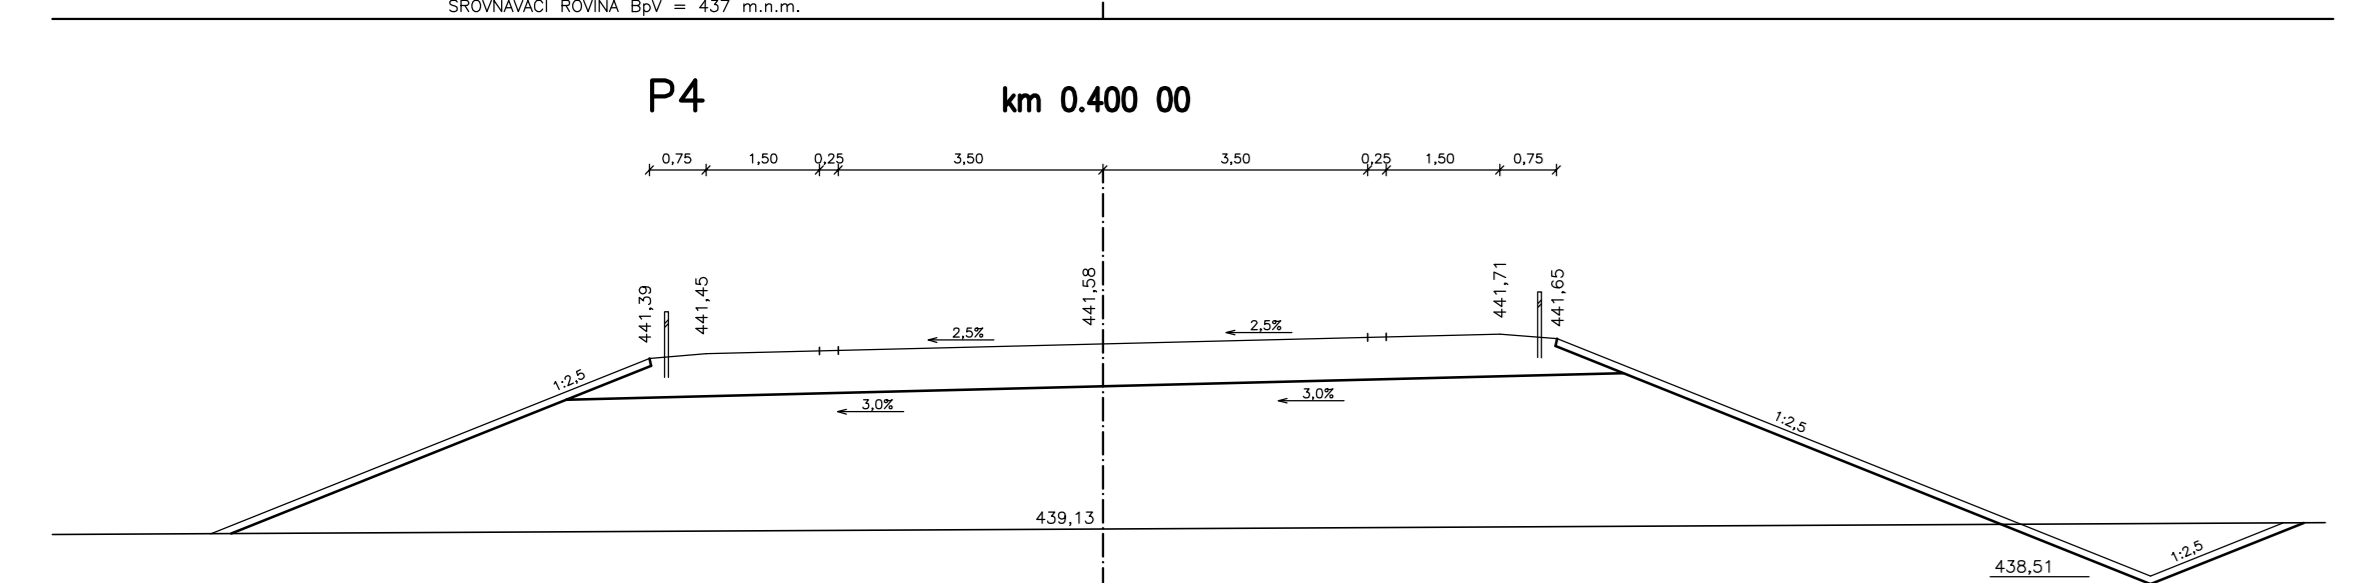 SROVNÁVACÍ ROVINA BpV = 437 m.n.m.
P4 km 0.400 00
0,75 1,50 0,25 3,50 3,50 0,25 1,50 0,75
441,39 441,45 441,58 441,71 441,65
2,5% 2,5%
1:2,5
3,0% 3,0%
1:2,5
439,13
1:2,5
438,51